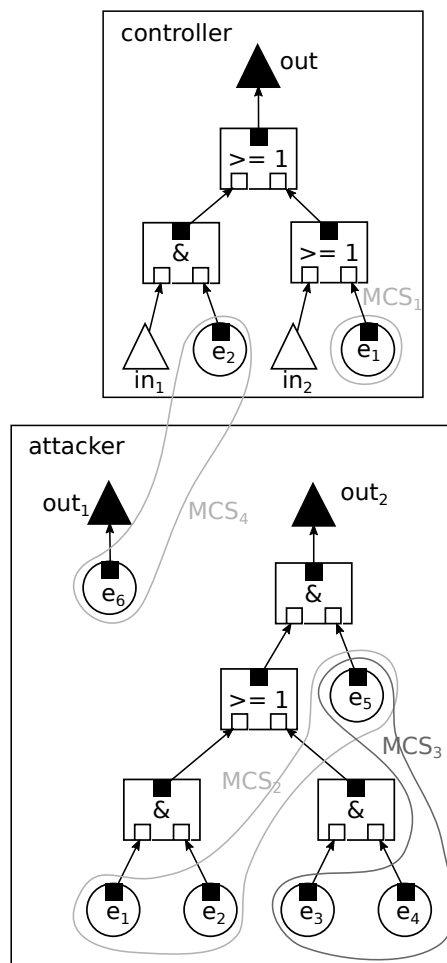 controller
out
>= 1
&
>= 1
MCS₁
e₂
e₁
in₁
in₂
attacker
out₁
out₂
MCS₄
e₆
&
>= 1
e₅
MCS₃
MCS₂
&
&
e₁
e₂
e₃
e₄